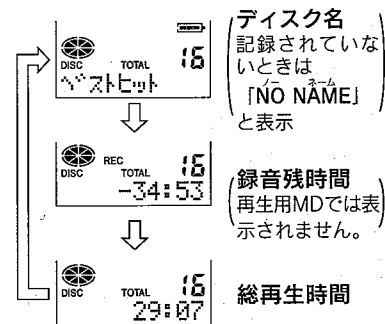 DISC TOTAL 16
ベストヒット
ディスク名
記録されていな
いときは
「NO NAME」
ノー ネーム
と表示
DISC REC TOTAL 16
-34:53
録音残時間
再生用MDでは表
示されません。
DISC TOTAL 16
29:07
総再生時間